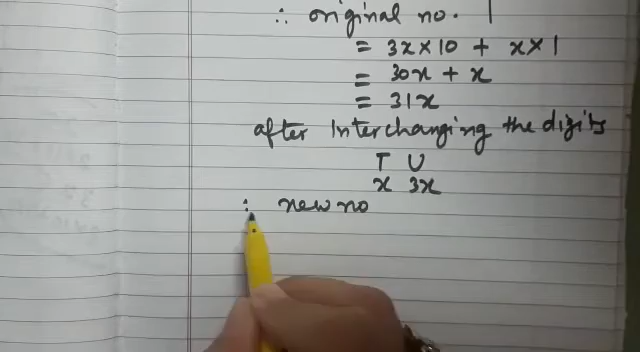 ∴ original no.
= 3x×10 + x×1
= 30x + x
= 31x
after Interchanging the digits
T U
x 3x
: new no